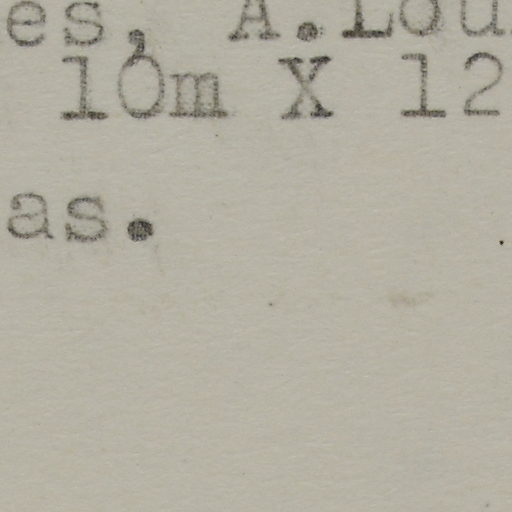 es, A.Lou
10m X 12
as.